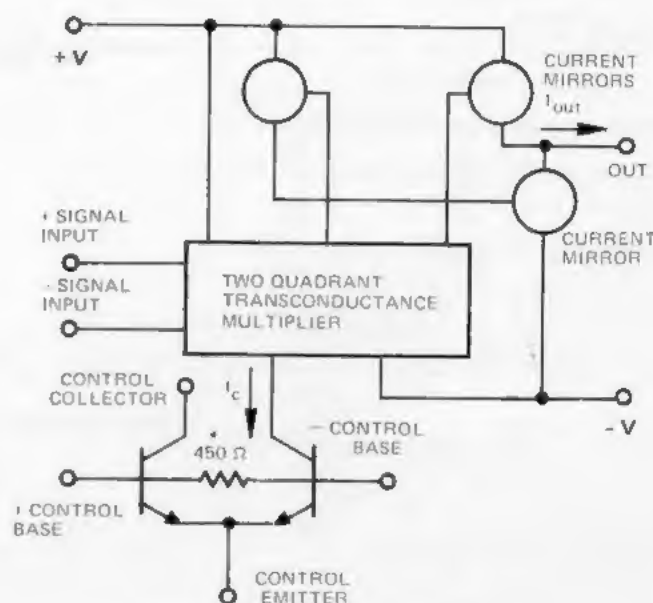 + V
CURRENT
MIRRORS
Iout
OUT
CURRENT
MIRROR
+ SIGNAL
INPUT
- SIGNAL
INPUT
TWO QUADRANT
TRANSCONDUCTANCE
MULTIPLIER
CONTROL
COLLECTOR
Ic
*
450 Ω
- CONTROL
BASE
- V
+ CONTROL
BASE
CONTROL
EMITTER